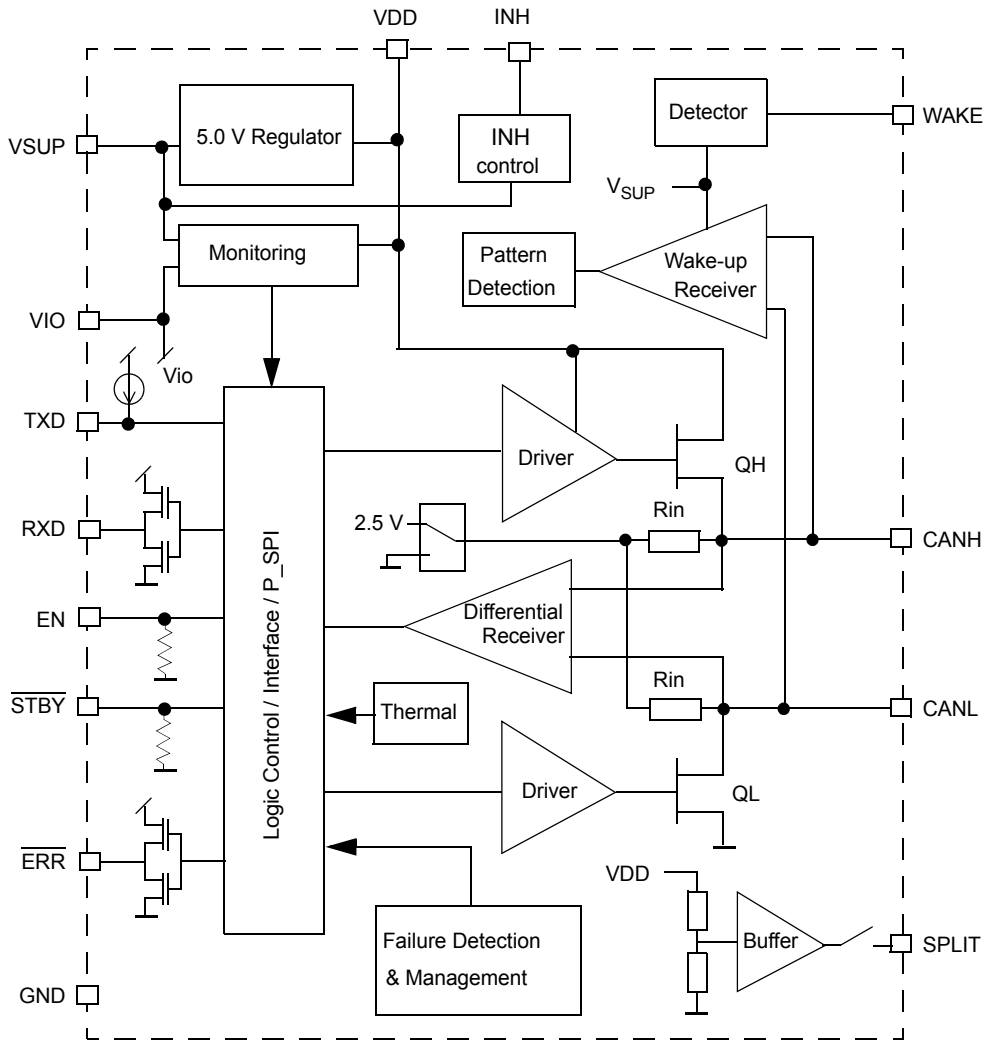 VDD
INH
VSUP
5.0 V Regulator
INH
control
Detector
WAKE
VSUP
Monitoring
Pattern
Detection
Wake-up
Receiver
VIO
Vio
TXD
Driver
QH
RXD
2.5 V
Rin
CANH
EN
Differential
Receiver
Logic Control / Interface / P_SPI
STBY
Thermal
Rin
CANL
Driver
QL
ERR
VDD
Failure Detection
& Management
Buffer
SPLIT
GND